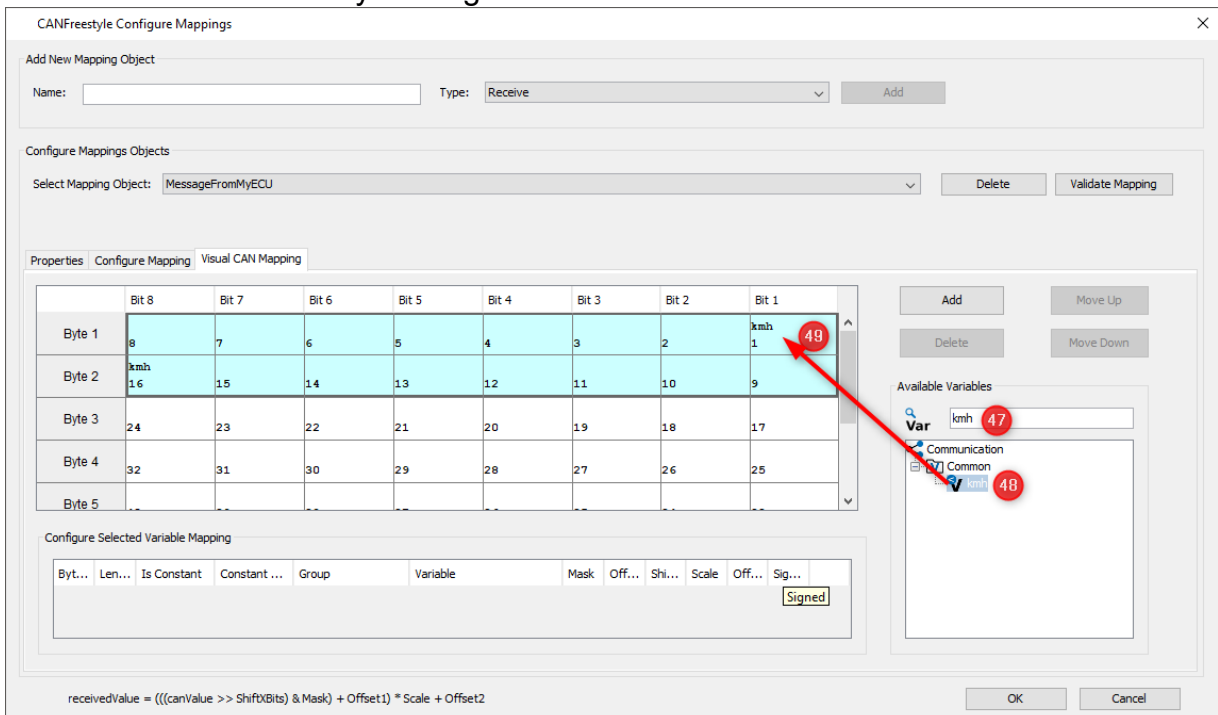 CANFreestyle Configure Mappings
Add New Mapping Object
Name: Type: Receive Add
Configure Mappings Objects
Select Mapping Object: MessageFromMyECU Delete Validate Mapping
Properties Configure Mapping Visual CAN Mapping
Bit 8 Bit 7 Bit 6 Bit 5 Bit 4 Bit 3 Bit 2 Bit 1
Add Move Up
Byte 1 8 7 6 5 4 3 2 kmh 1 49
Delete Move Down
Byte 2 kmh 16 15 14 13 12 11 10 9
Available Variables
Var kmh 47
Byte 3 24 23 22 21 20 19 18 17
Communication
Common
kmh 48
Byte 4 32 31 30 29 28 27 26 25
Byte 5
Configure Selected Variable Mapping
Byt... Len... Is Constant Constant ... Group Variable Mask Off... Shi... Scale Off... Sig...
Signed
receivedValue = (((canValue >> ShiftXBits) & Mask) + Offset1) * Scale + Offset2
OK Cancel